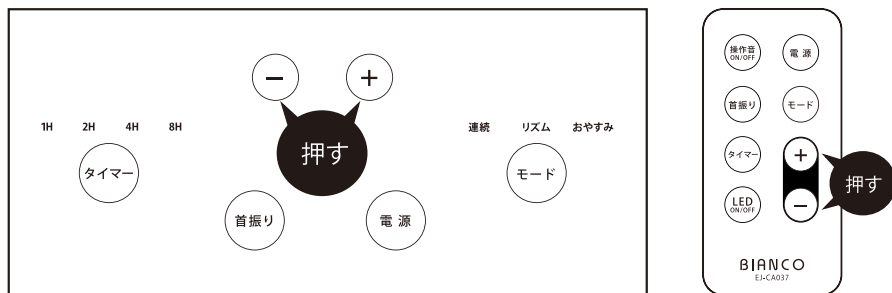 − +
1H 2H 4H 8H
押す
連続 リズム おやすみ
タイマー
モード
首振り
電源
操作音
ON/OFF
電源
首振り
モード
タイマー
+
押す
LED
ON/OFF
−
BIANCO
EJ-CA037